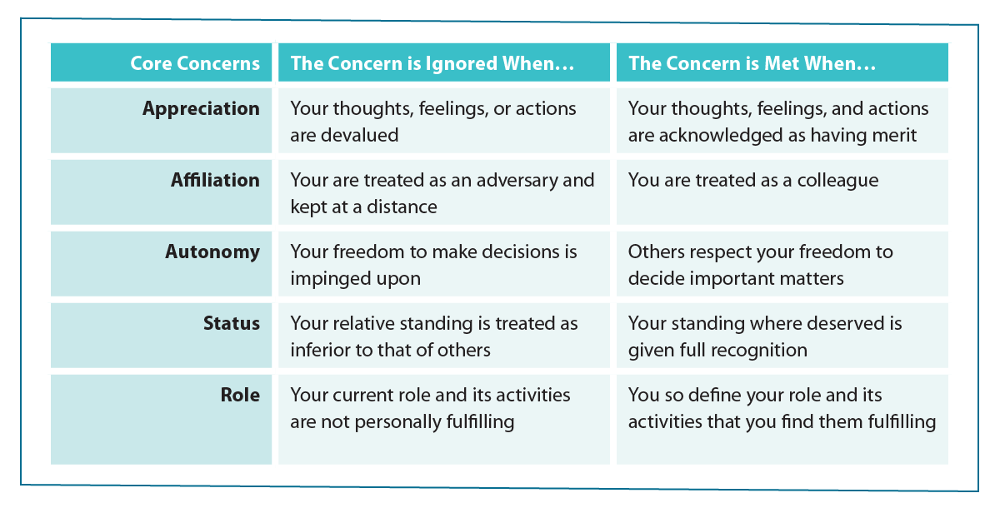 Core Concerns
The Concern is Ignored When...
The Concern is Met When...
Appreciation
Your thoughts, feelings, or actions
are devalued
Your thoughts, feelings, and actions
are acknowledged as having merit
Affiliation
Your are treated as an adversary and
kept at a distance
You are treated as a colleague
Autonomy
Your freedom to make decisions is
impinged upon
Others respect your freedom to
decide important matters
Status
Your relative standing is treated as
inferior to that of others
Your standing where deserved is
given full recognition
Role
Your current role and its activities
are not personally fulfilling
You so define your role and its
activities that you find them fulfilling